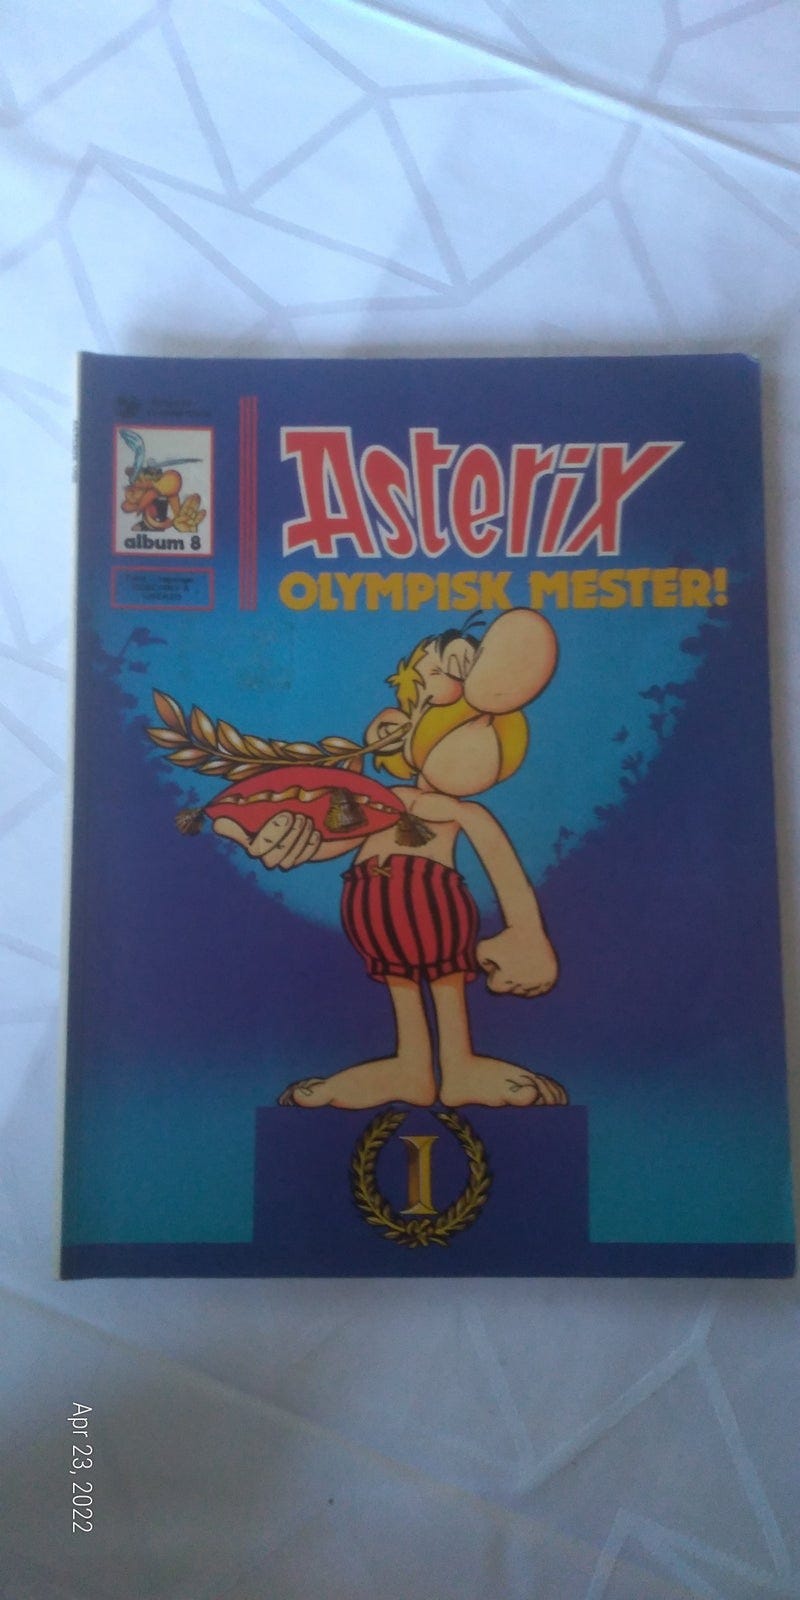 album 8
Asterix
OLYMPISK MESTER!
I
Apr 23, 2022